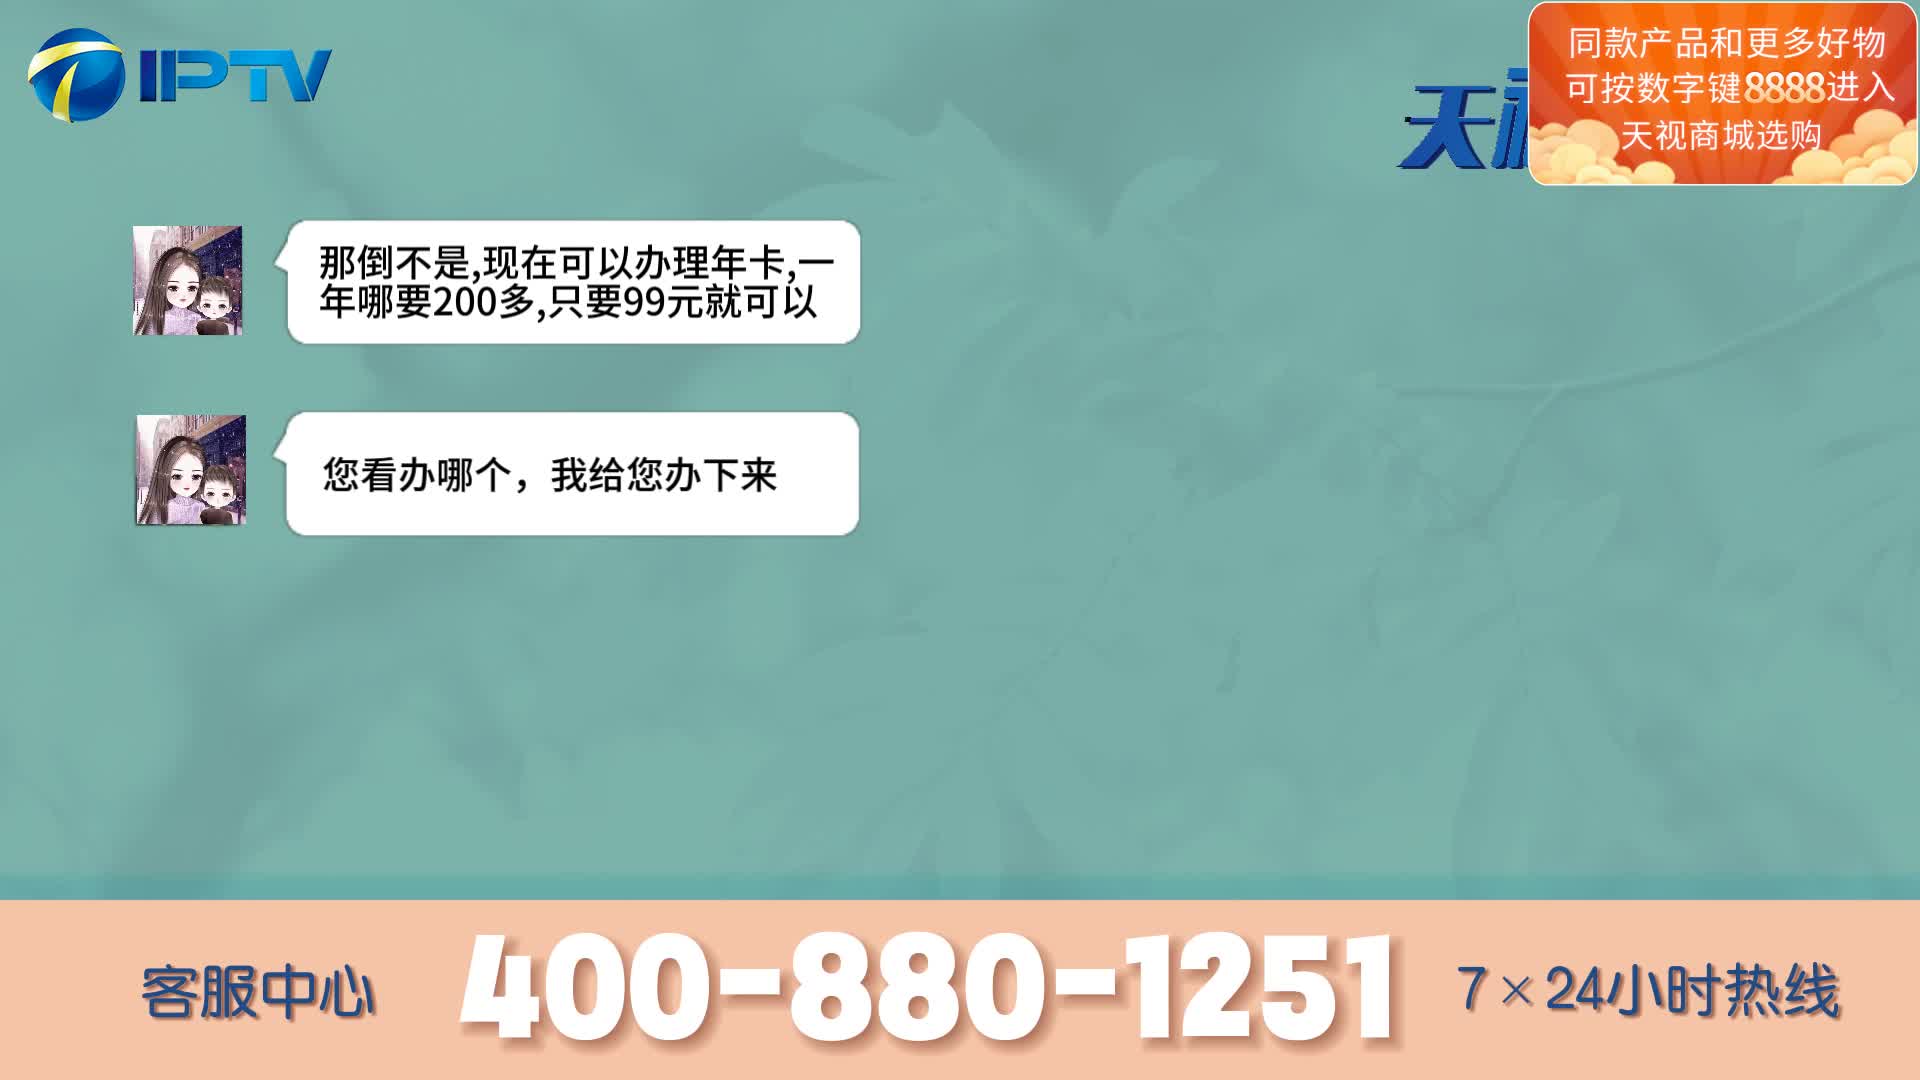 IPTV
天
同款产品和更多好物
可按数字键8888进入
天视商城选购
那倒不是,现在可以办理年卡,一
年哪要200多,只要99元就可以
您看办哪个，我给您办下来
客服中心
400-880-1251
7×24小时热线